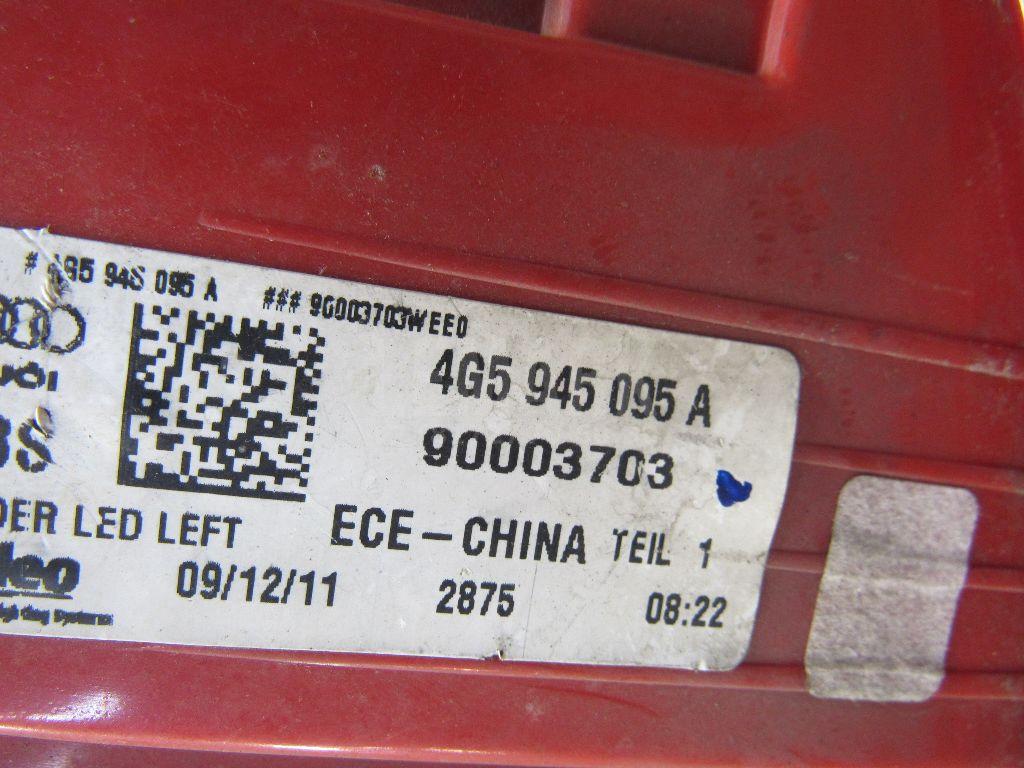 # 4G5 945 095 A ### 90003703WEE0
4G5 945 095 A
90003703
LED LEFT ECE-CHINA TEIL 1
09/12/11 2875 08:22